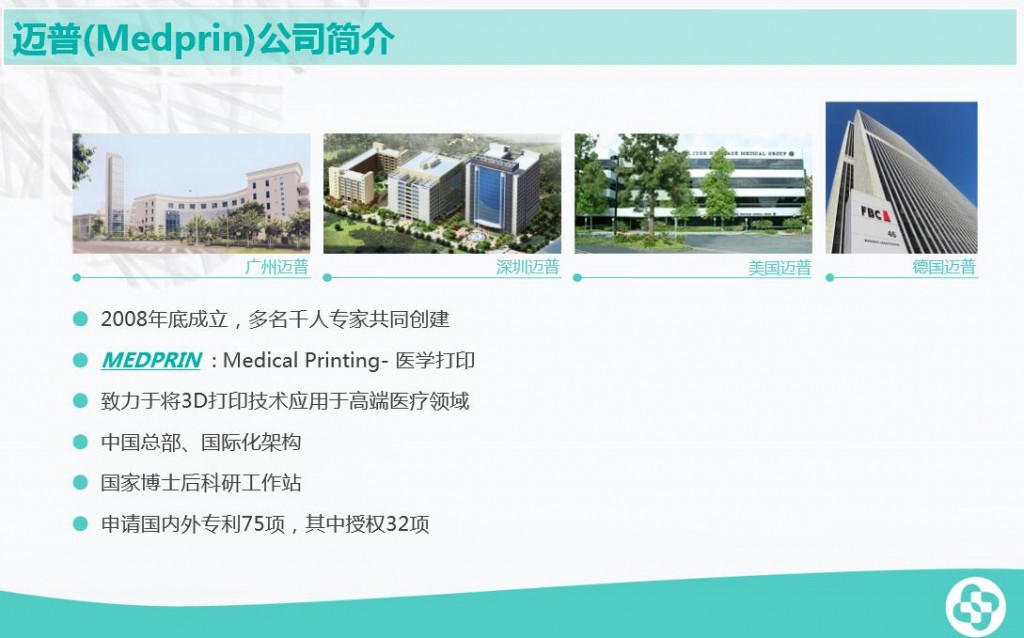 迈普(Medprin)公司简介
MEDICAL GROUP
FBC
46
广州迈普
深圳迈普
美国迈普
德国迈普
2008年底成立，多名千人专家共同创建
MEDPRIN : Medical Printing- 医学打印
致力于将3D打印技术应用于高端医疗领域
中国总部、国际化架构
国家博士后科研工作站
申请国内外专利75项，其中授权32项